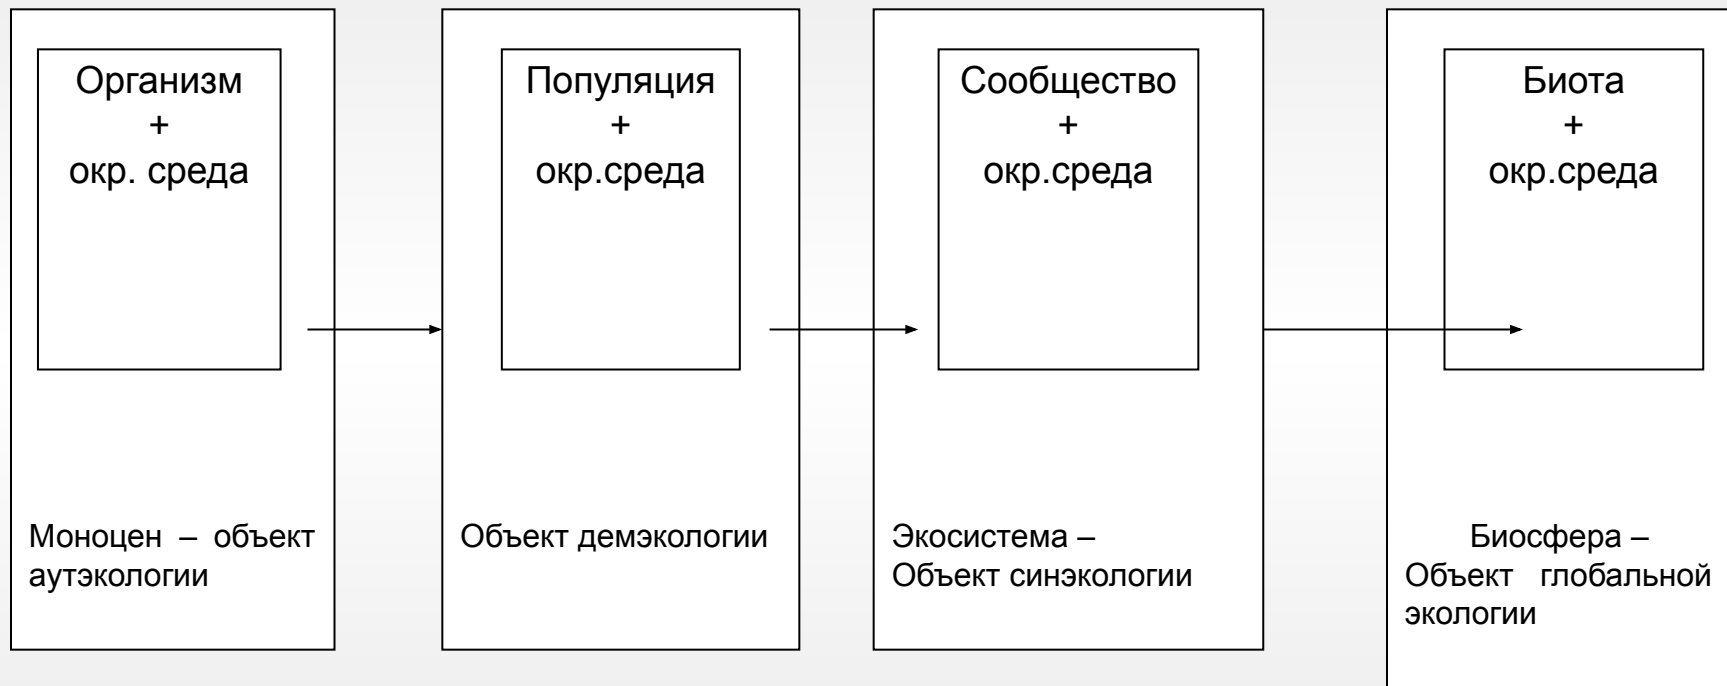 Организм
+
окр. среда
Моноцен – объект
аутэкологии
Популяция
+
окр.среда
Объект демэкологии
Сообщество
+
окр.среда
Экосистема –
Объект синэкологии
Биота
+
окр.среда
Биосфера –
Объект глобальной
экологии